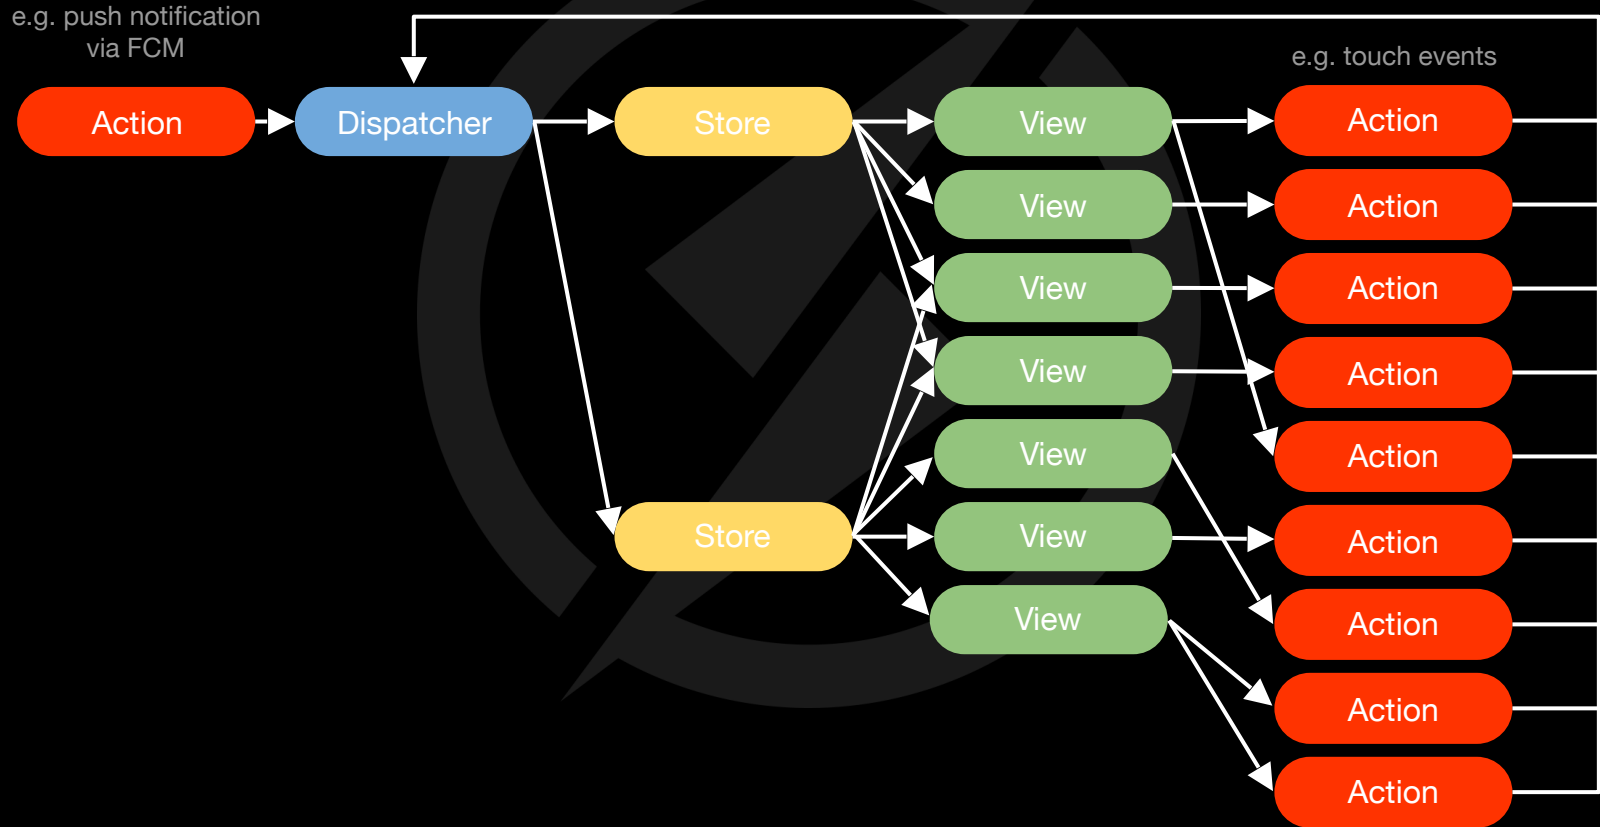 e.g. push notification
via FCM
e.g. touch events
Action
Dispatcher
Store
View
Action
View
Action
View
Action
View
Action
View
Action
Store
View
Action
View
Action
Action
Action